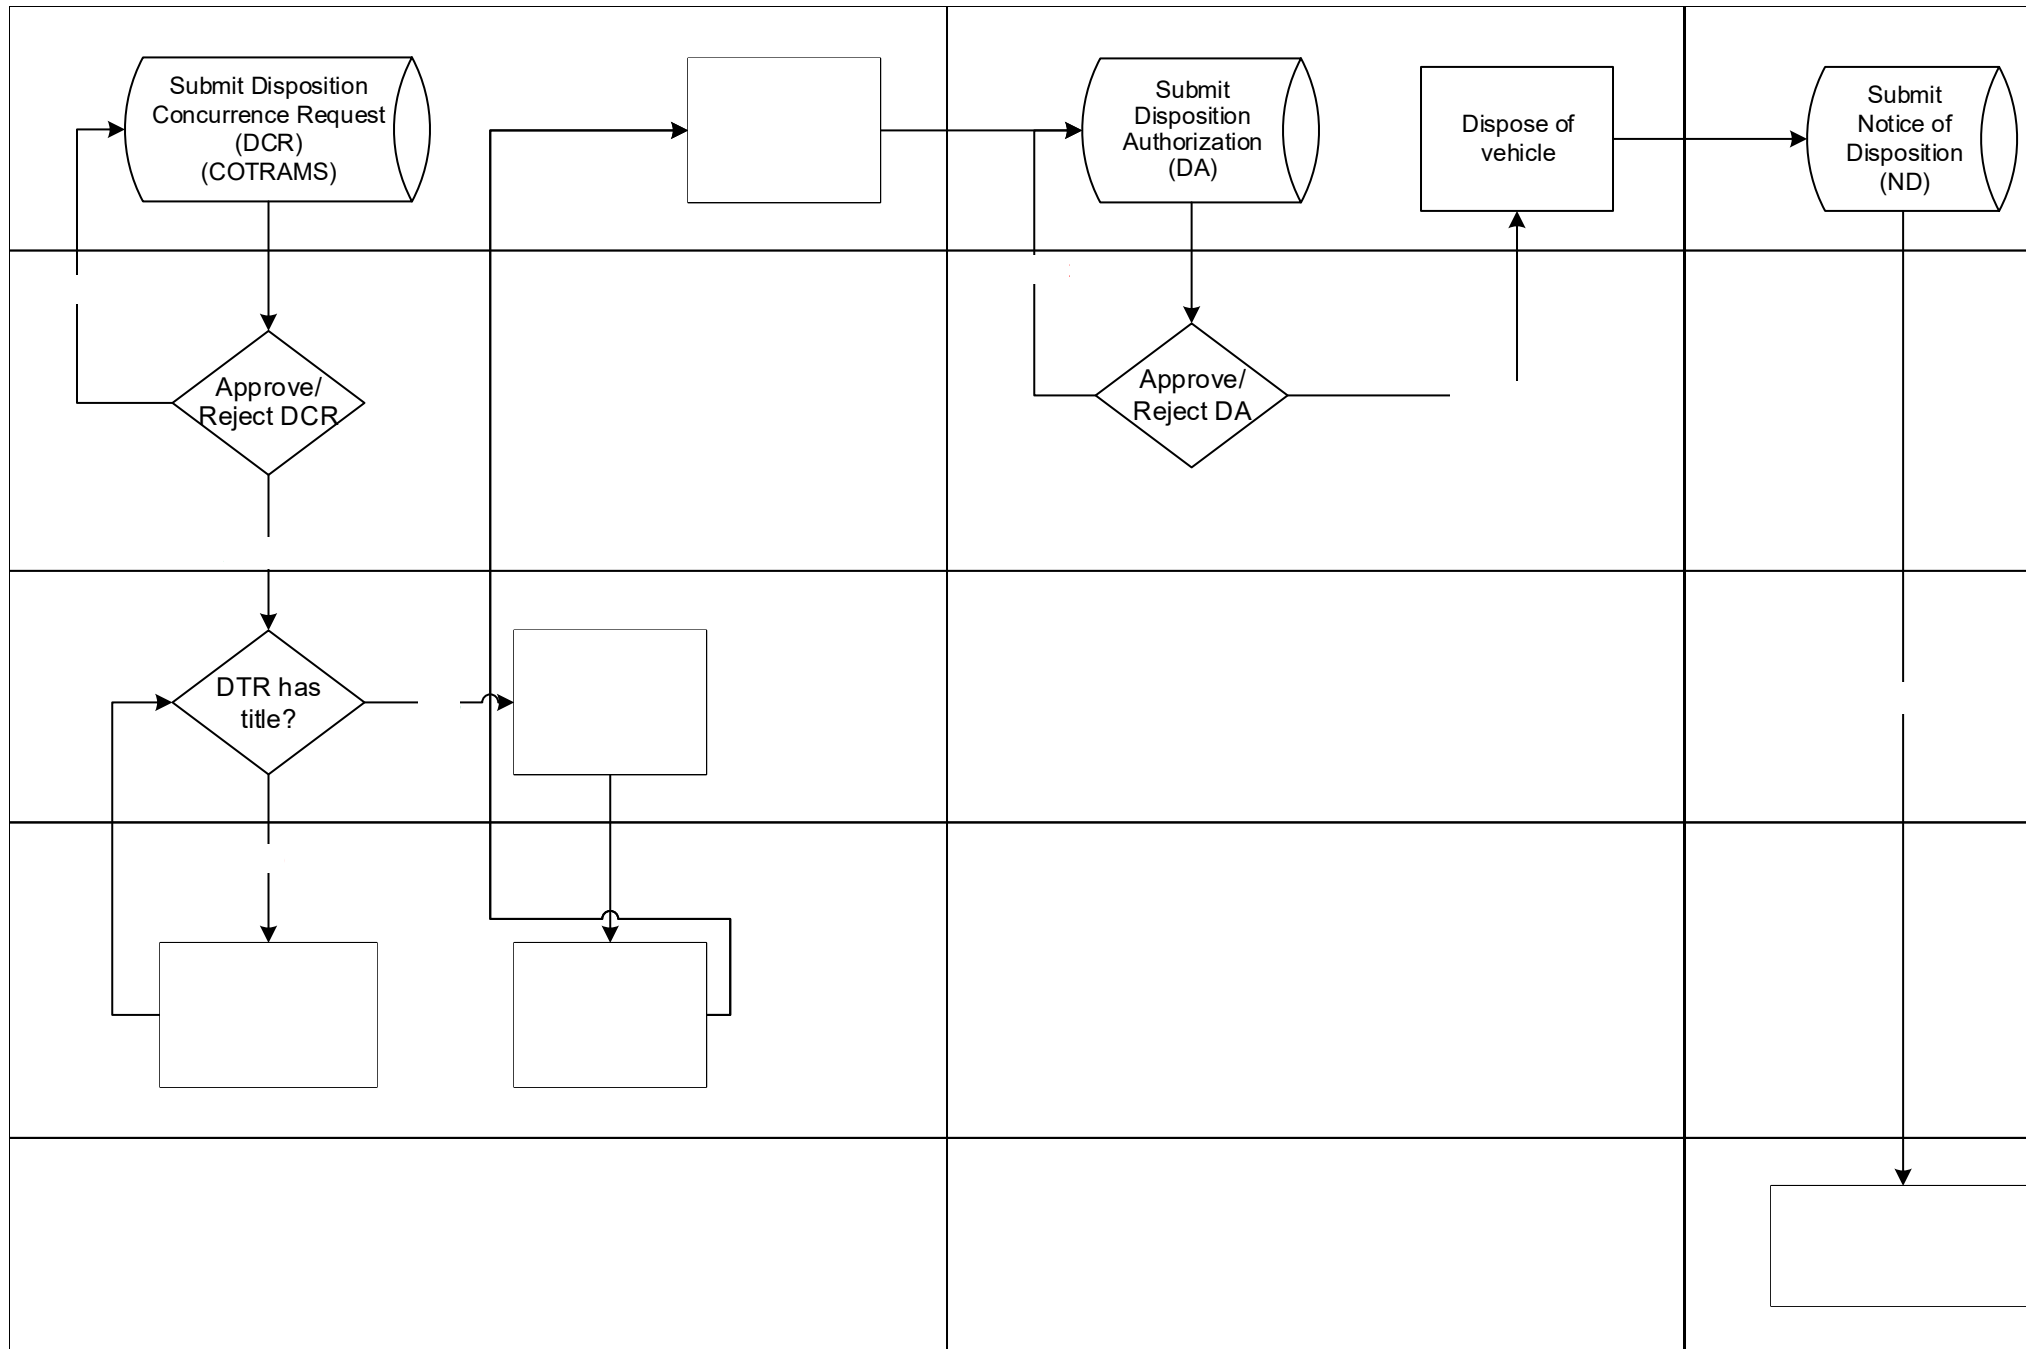 Submit Disposition
Concurrence Request
(DCR)
(COTRAMS)
Submit
Disposition
Authorization
(DA)
Dispose of
vehicle
Submit
Notice of
Disposition
(ND)
Approve/
Reject DCR
Approve/
Reject DA
DTR has
title?